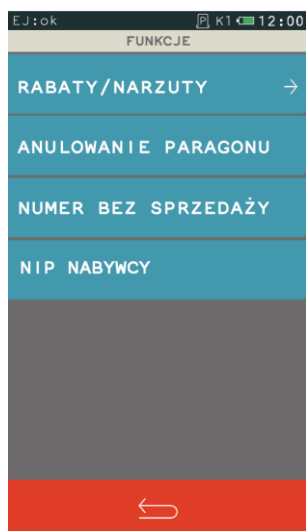 EJ:ok P K1 12:00
FUNKCJE
RABATY/NARZUTY
ANULOWANIE PARAGONU
NUMER BEZ SPRZEDAŻY
NIP NABYWCY